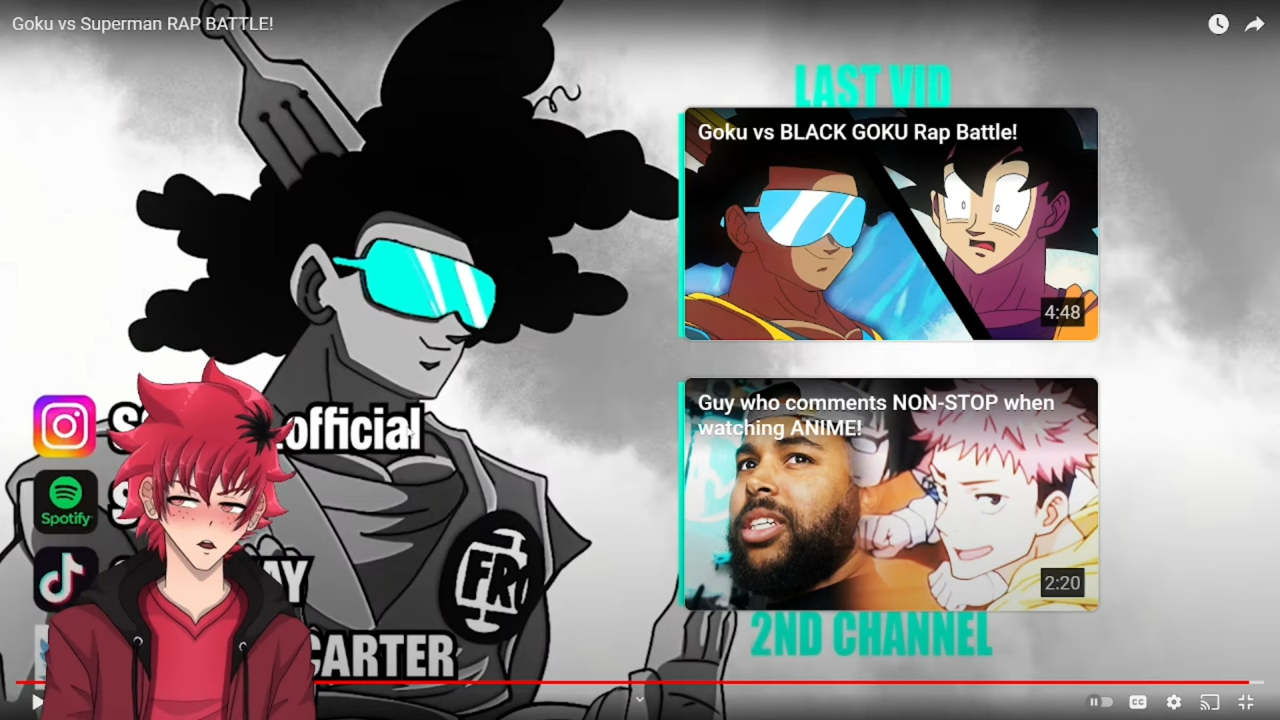 Goku vs Superman RAP BATTLE!
LAST VID
Goku vs BLACK GOKU Rap Battle!
4:48
official
Spotify
Guy who comments NON-STOP when
watching ANIME!
2:20
CARTER
2ND CHANNEL
CC